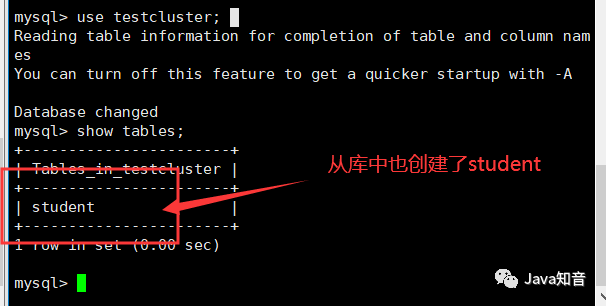 mysql> use testcluster;
Reading table information for completion of table and column nam
es
You can turn off this feature to get a quicker startup with -A
Database changed
mysql> show tables;
+-----------------------+
| Tables_in_testcluster |
+-----------------------+
| student               |
+-----------------------+
1 row in set (0.00 sec)
mysql>
从库中也创建了student
Java知音